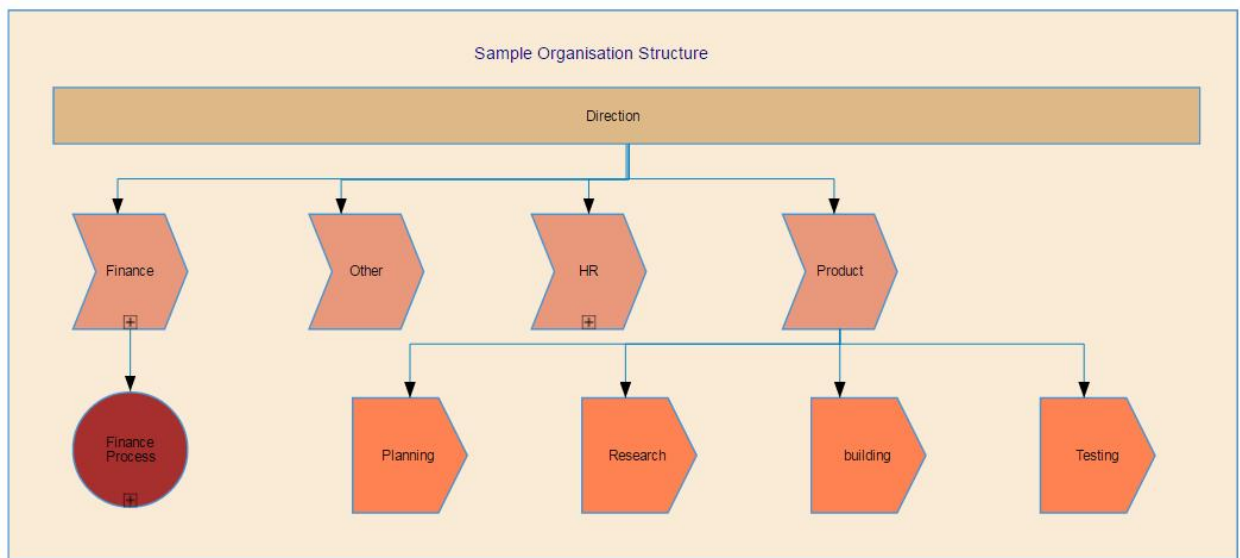 Sample Organisation Structure
Direction
Finance
Other
HR
Product
Finance
Process
Planning
Research
building
Testing